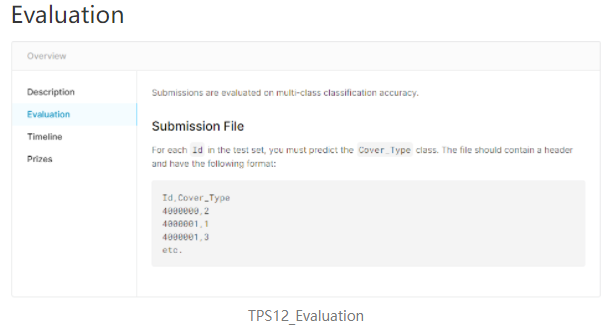 Evaluation
Overview
Description
Evaluation
Timeline
Prizes
Submissions are evaluated on multi-class classification accuracy.
Submission File
For each Id in the test set, you must predict the Cover_Type class. The file should contain a header
and have the following format:
Id,Cover_Type
4000000,2
4000001,1
4000001,3
etc.
TPS12_Evaluation